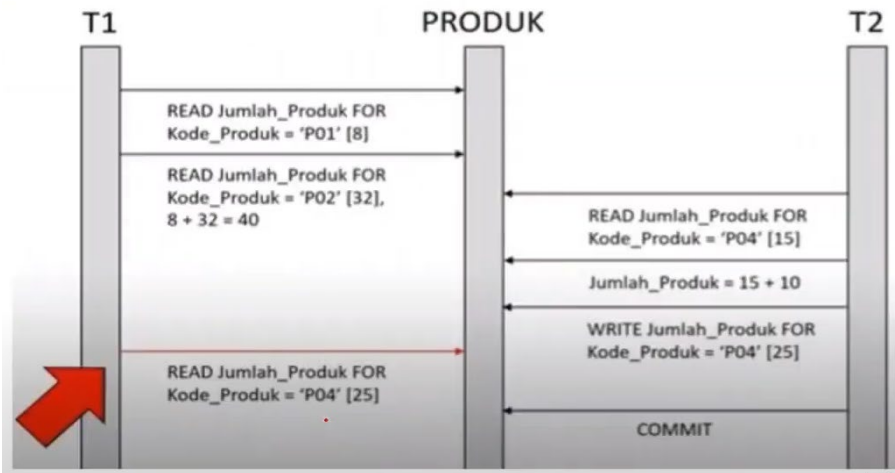 T1
PRODUK
T2
READ Jumlah_Produk FOR
Kode_Produk = 'P01' [8]
READ Jumlah_Produk FOR
Kode_Produk = 'P02' [32],
8 + 32 = 40
READ Jumlah_Produk FOR
Kode_Produk = 'P04' [15]
Jumlah_Produk = 15 + 10
WRITE Jumlah_Produk FOR
Kode_Produk = 'P04' [25]
READ Jumlah_Produk FOR
Kode_Produk = 'P04' [25]
COMMIT